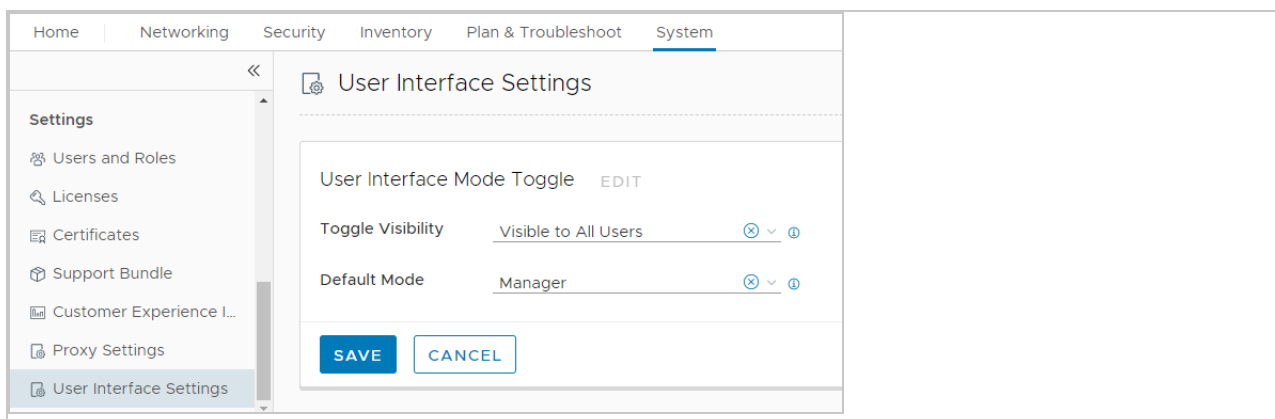 Home Networking Security Inventory Plan & Troubleshoot System
Settings
Users and Roles
Licenses
Certificates
Support Bundle
Customer Experience I...
Proxy Settings
User Interface Settings
User Interface Settings
User Interface Mode Toggle EDIT
Toggle Visibility Visible to All Users
Default Mode Manager
SAVE CANCEL